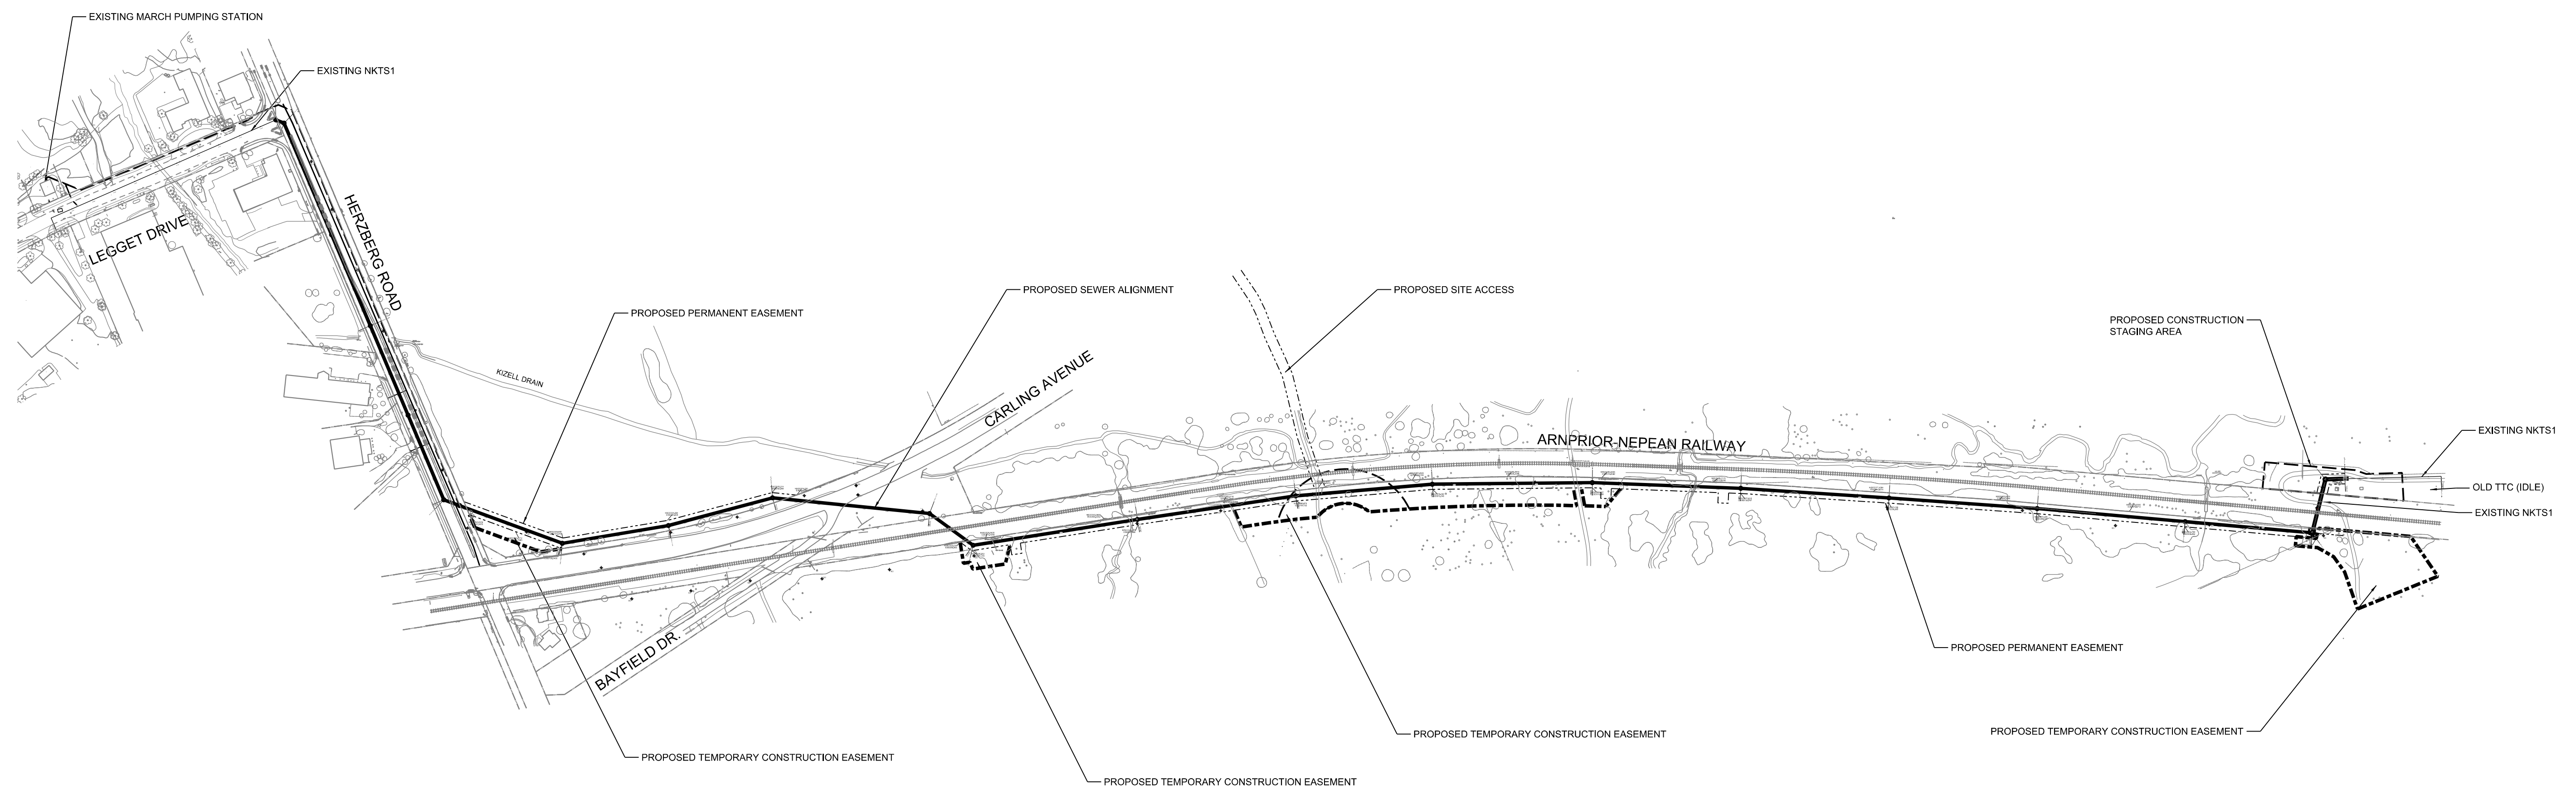 EXISTING MARCH PUMPING STATION
EXISTING NKTS1
HERZBERG ROAD
LEGGET DRIVE
PROPOSED SEWER ALIGNMENT
PROPOSED SITE ACCESS
PROPOSED PERMANENT EASEMENT
PROPOSED CONSTRUCTION
STAGING AREA
KIZELL DRAIN
CARLING AVENUE
ARNPRIOR-NEPEAN RAILWAY
EXISTING NKTS1
OLD TTC (IDLE)
EXISTING NKTS1
BAYFIELD DR.
PROPOSED PERMANENT EASEMENT
PROPOSED TEMPORARY CONSTRUCTION EASEMENT
PROPOSED TEMPORARY CONSTRUCTION EASEMENT
PROPOSED TEMPORARY CONSTRUCTION EASEMENT
PROPOSED TEMPORARY CONSTRUCTION EASEMENT